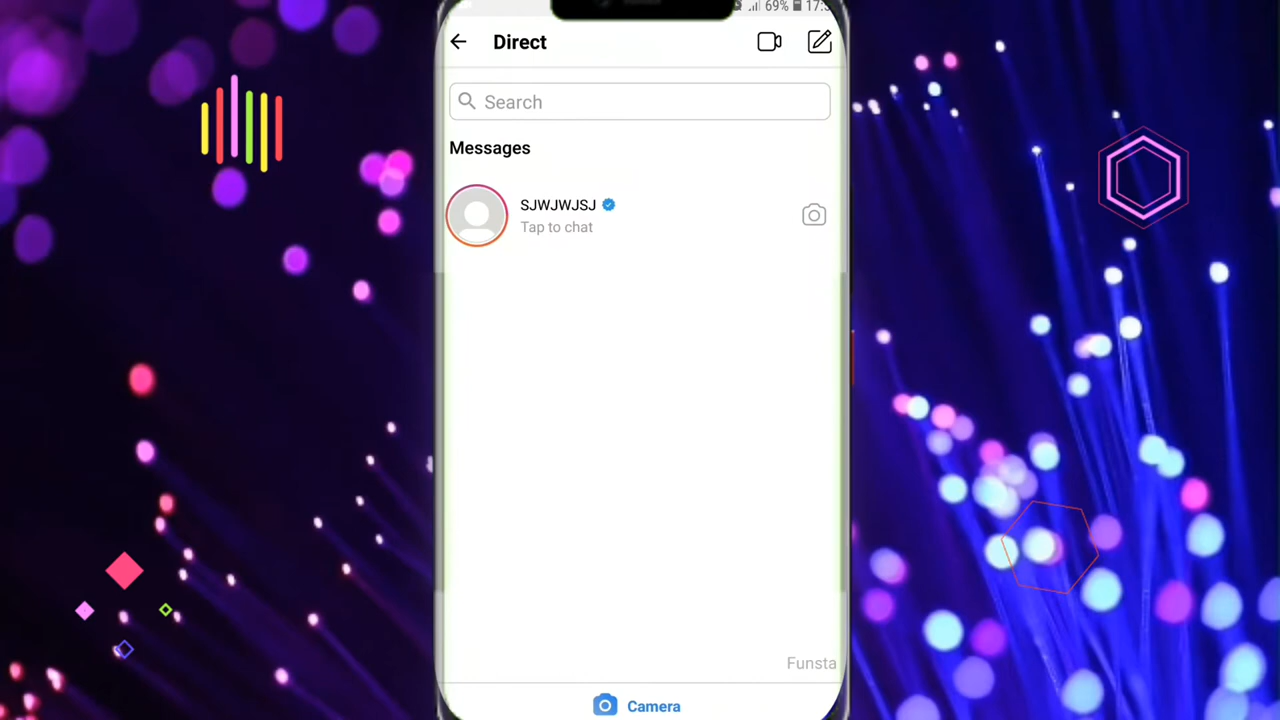 69%
Direct
Search
Messages
SJWJWJSJ
Tap to chat
Funsta
Camera